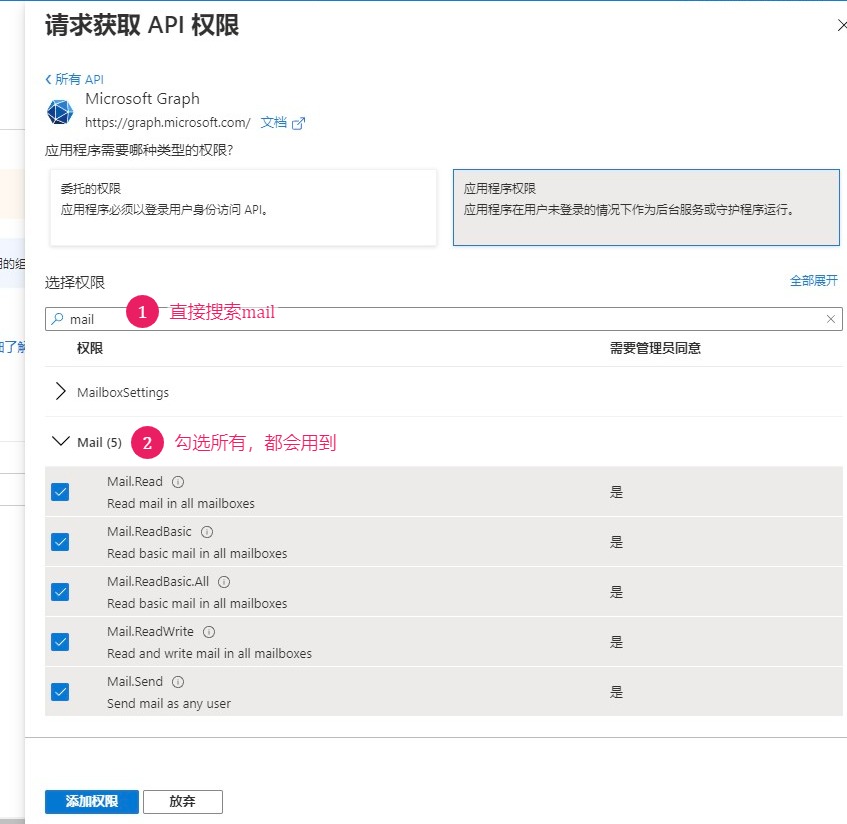 请求获取 API 权限
所有 API
Microsoft Graph
https://graph.microsoft.com/ 文档
应用程序需要哪种类型的权限?
委托的权限
应用程序必须以登录用户身份访问 API。
应用程序权限
应用程序在用户未登录的情况下作为后台服务或守护程序运行。
的组
选择权限
全部展开
1 直接搜索mail
mail
细了解
权限 需要管理员同意
MailboxSettings
Mail (5) 2 勾选所有，都会用到
Mail.Read
Read mail in all mailboxes
是
Mail.ReadBasic
Read basic mail in all mailboxes
是
Mail.ReadBasic.All
Read basic mail in all mailboxes
是
Mail.ReadWrite
Read and write mail in all mailboxes
是
Mail.Send
Send mail as any user
是
添加权限 放弃